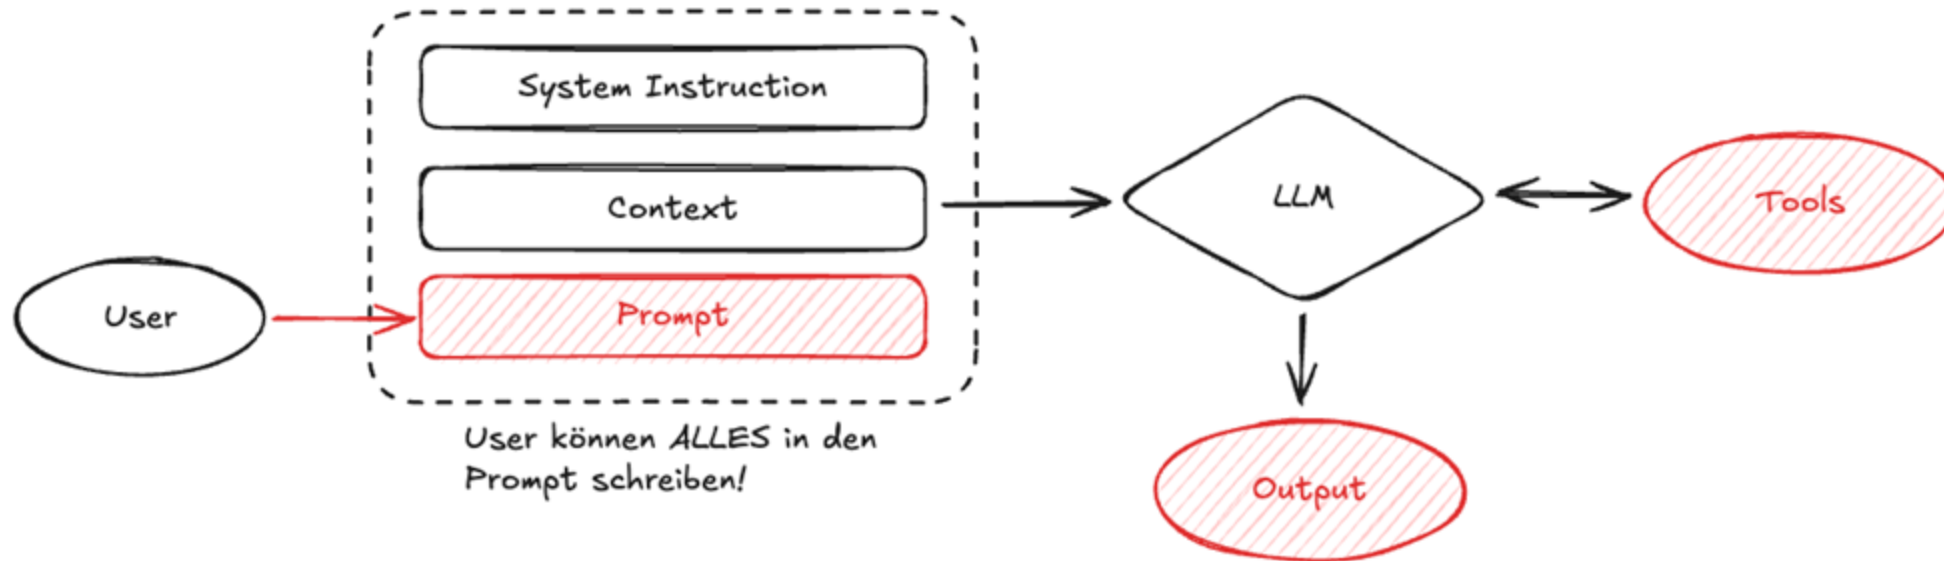 System Instruction
Context
Prompt
User
LLM
Tools
User können ALLES in den
Prompt schreiben!
Output